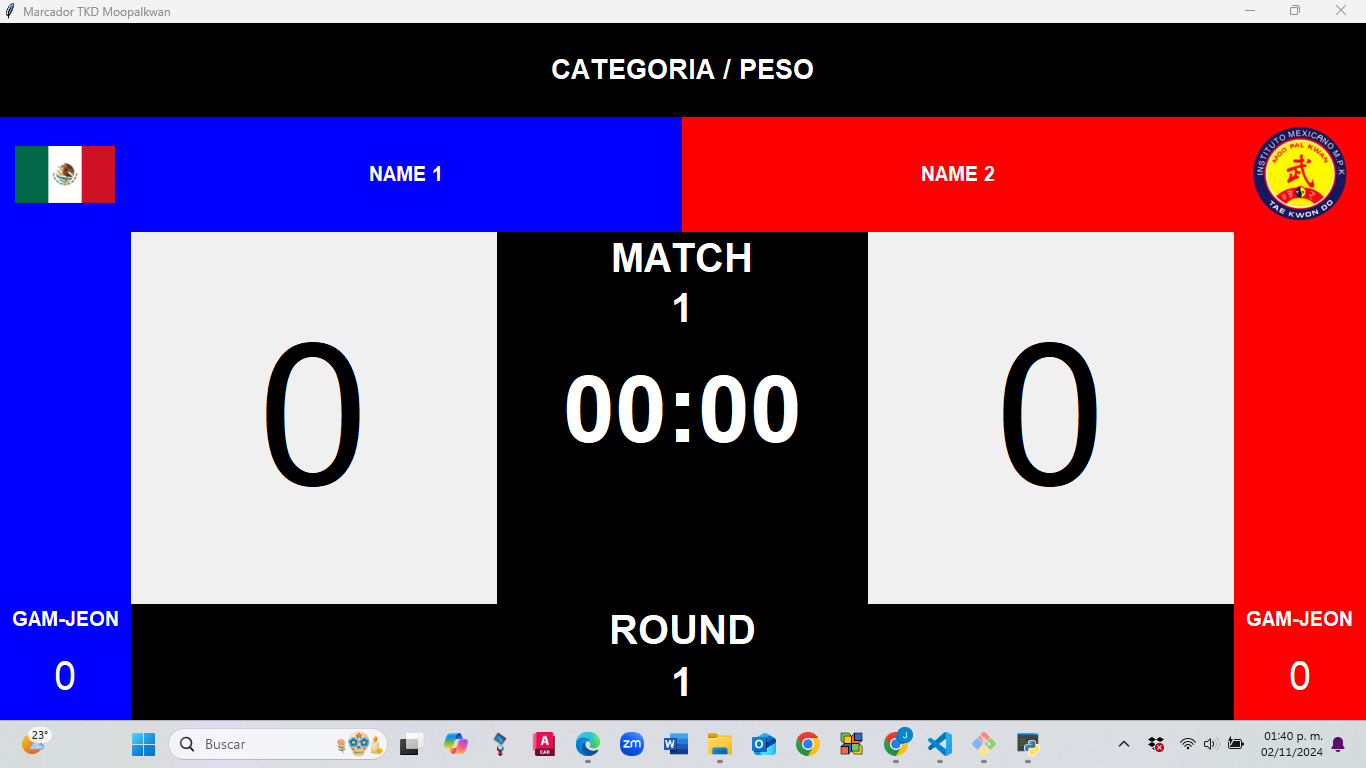 Marcador TKD Moopalkwan
CATEGORIA / PESO
NAME 1
NAME 2
INSTITUTO MEXICANO M.P.K
MOO PAL KWAN
武
TAE KWON DO
MATCH
1
0
00:00
0
GAM-JEON
0
ROUND
1
GAM-JEON
0
23°
Buscar
A
CAD
zm
W
J
01:40 p. m.
02/11/2024